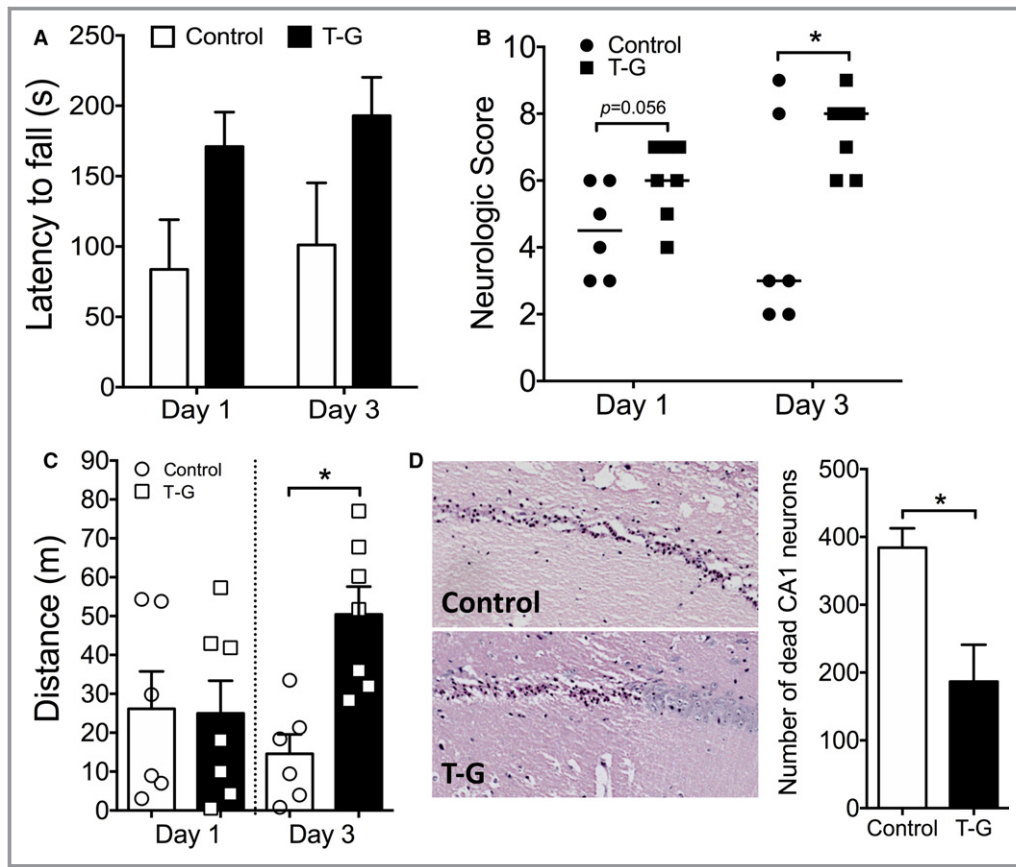 A
Control T-G
Latency to fall (s)
250
200
150
100
50
0
Day 1 Day 3
B
Control
T-G
Neurologic Score
10
8
6
4
2
0
p=0.056
*
Day 1 Day 3
C
Control
T-G
Distance (m)
90
80
70
60
50
40
30
20
10
0
*
Day 1 Day 3
D
Control
T-G
Number of dead CA1 neurons
500
400
300
200
100
0
*
Control T-G